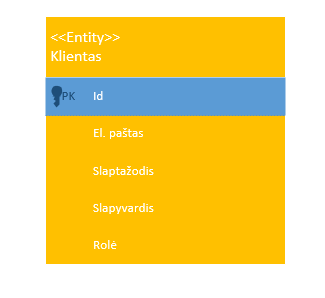 <<Entity>>
Klientas
PK Id
El. paštas
Slaptažodis
Slapyvardis
Rolė